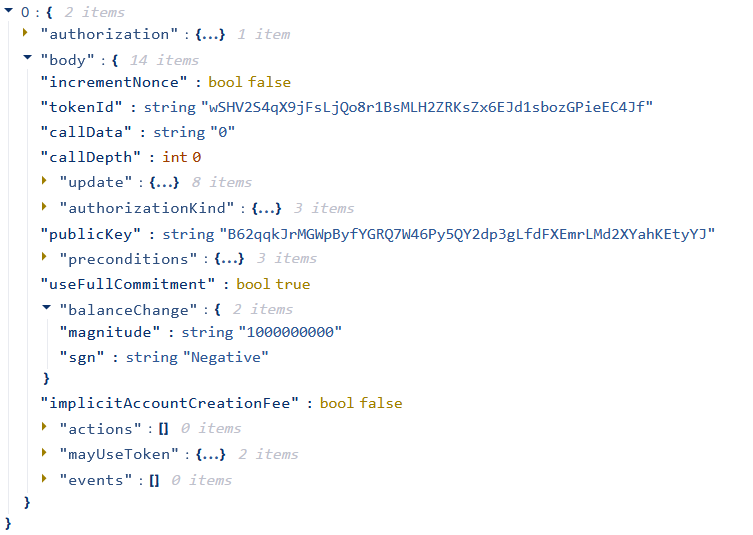 0 : { 2 items
"authorization" : {...} 1 item
"body" : { 14 items
"incrementNonce" : bool false
"tokenId" : string "wSHV2S4qX9jFsLjQo8r1BsMLH2ZRKsZx6EJd1sbozGPieEC4Jf"
"callData" : string "0"
"callDepth" : int 0
"update" : {...} 8 items
"authorizationKind" : {...} 3 items
"publicKey" : string "B62qqkJrMGWpByfYGRQ7W46Py5QY2dp3gLfdFXEmrLMd2XYahKEtyYJ"
"preconditions" : {...} 3 items
"useFullCommitment" : bool true
"balanceChange" : { 2 items
"magnitude" : string "1000000000"
"sgn" : string "Negative"
}
"implicitAccountCreationFee" : bool false
"actions" : [] 0 items
"mayUseToken" : {...} 2 items
"events" : [] 0 items
}
}